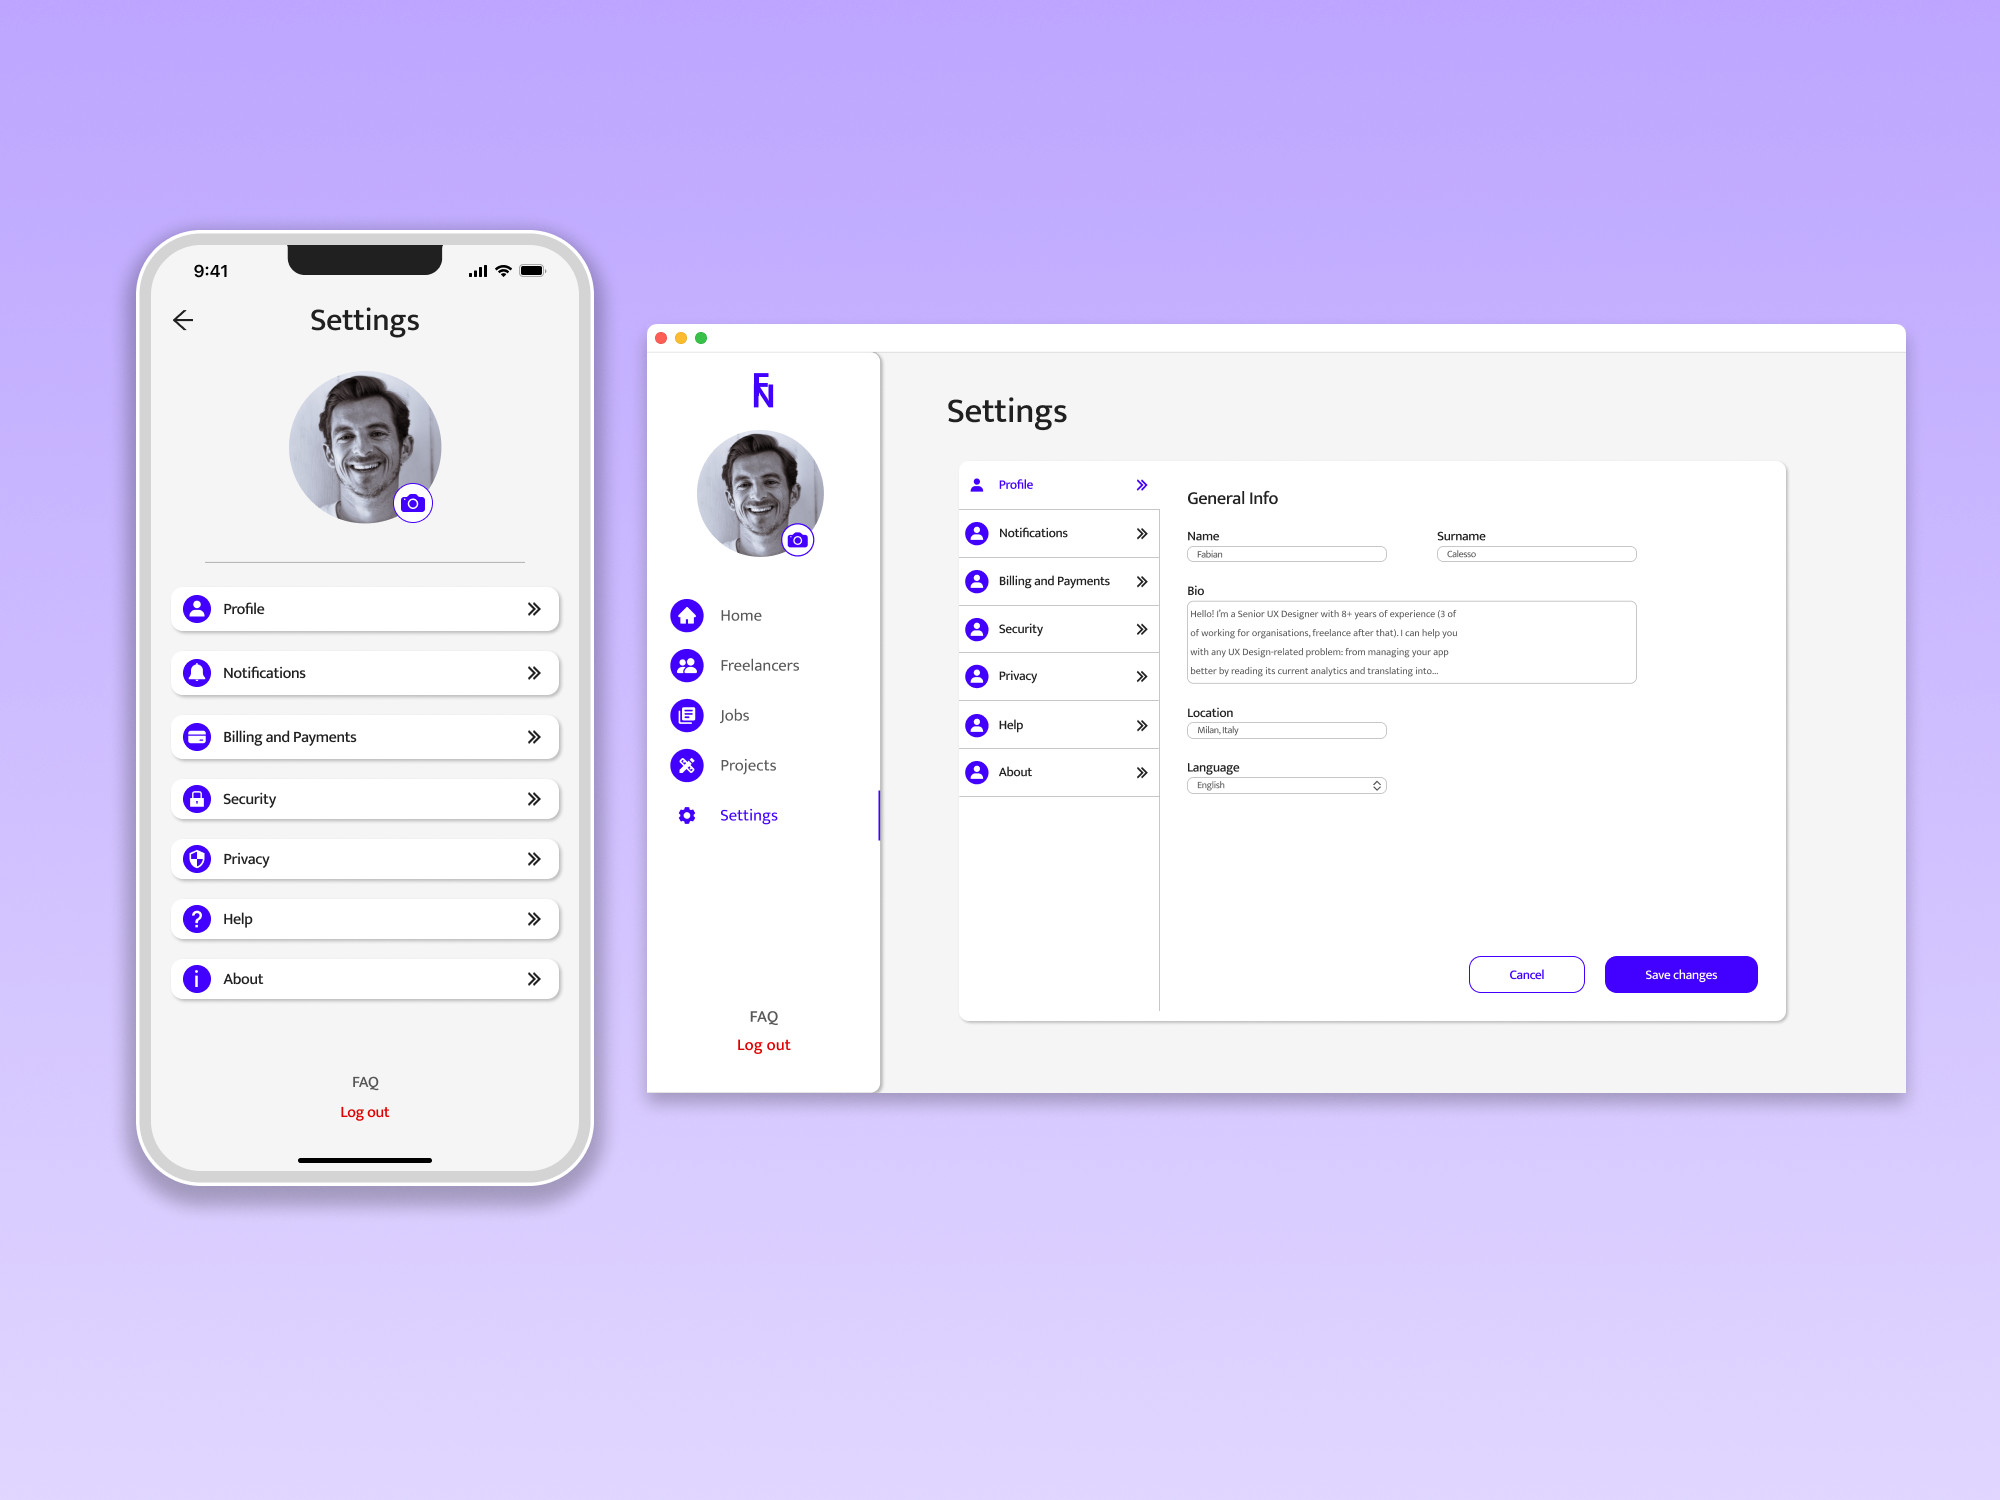 9:41
Settings
Profile
Notifications
Billing and Payments
Security
Privacy
Help
About
FAQ
Log out
FN
Home
Freelancers
Jobs
Projects
Settings
FAQ
Log out
Settings
Profile
Notifications
Billing and Payments
Security
Privacy
Help
About
General Info
Name
Surname
Fabian
Calesso
Bio
Hello! I'm a Senior UX Designer with 8+ years of experience (3 of
of working for organisations, freelance after that). I can help you
with any UX Design-related problem: from managing your app
better by reading its current analytics and translating into...
Location
Milan, Italy
Language
English
Cancel
Save changes